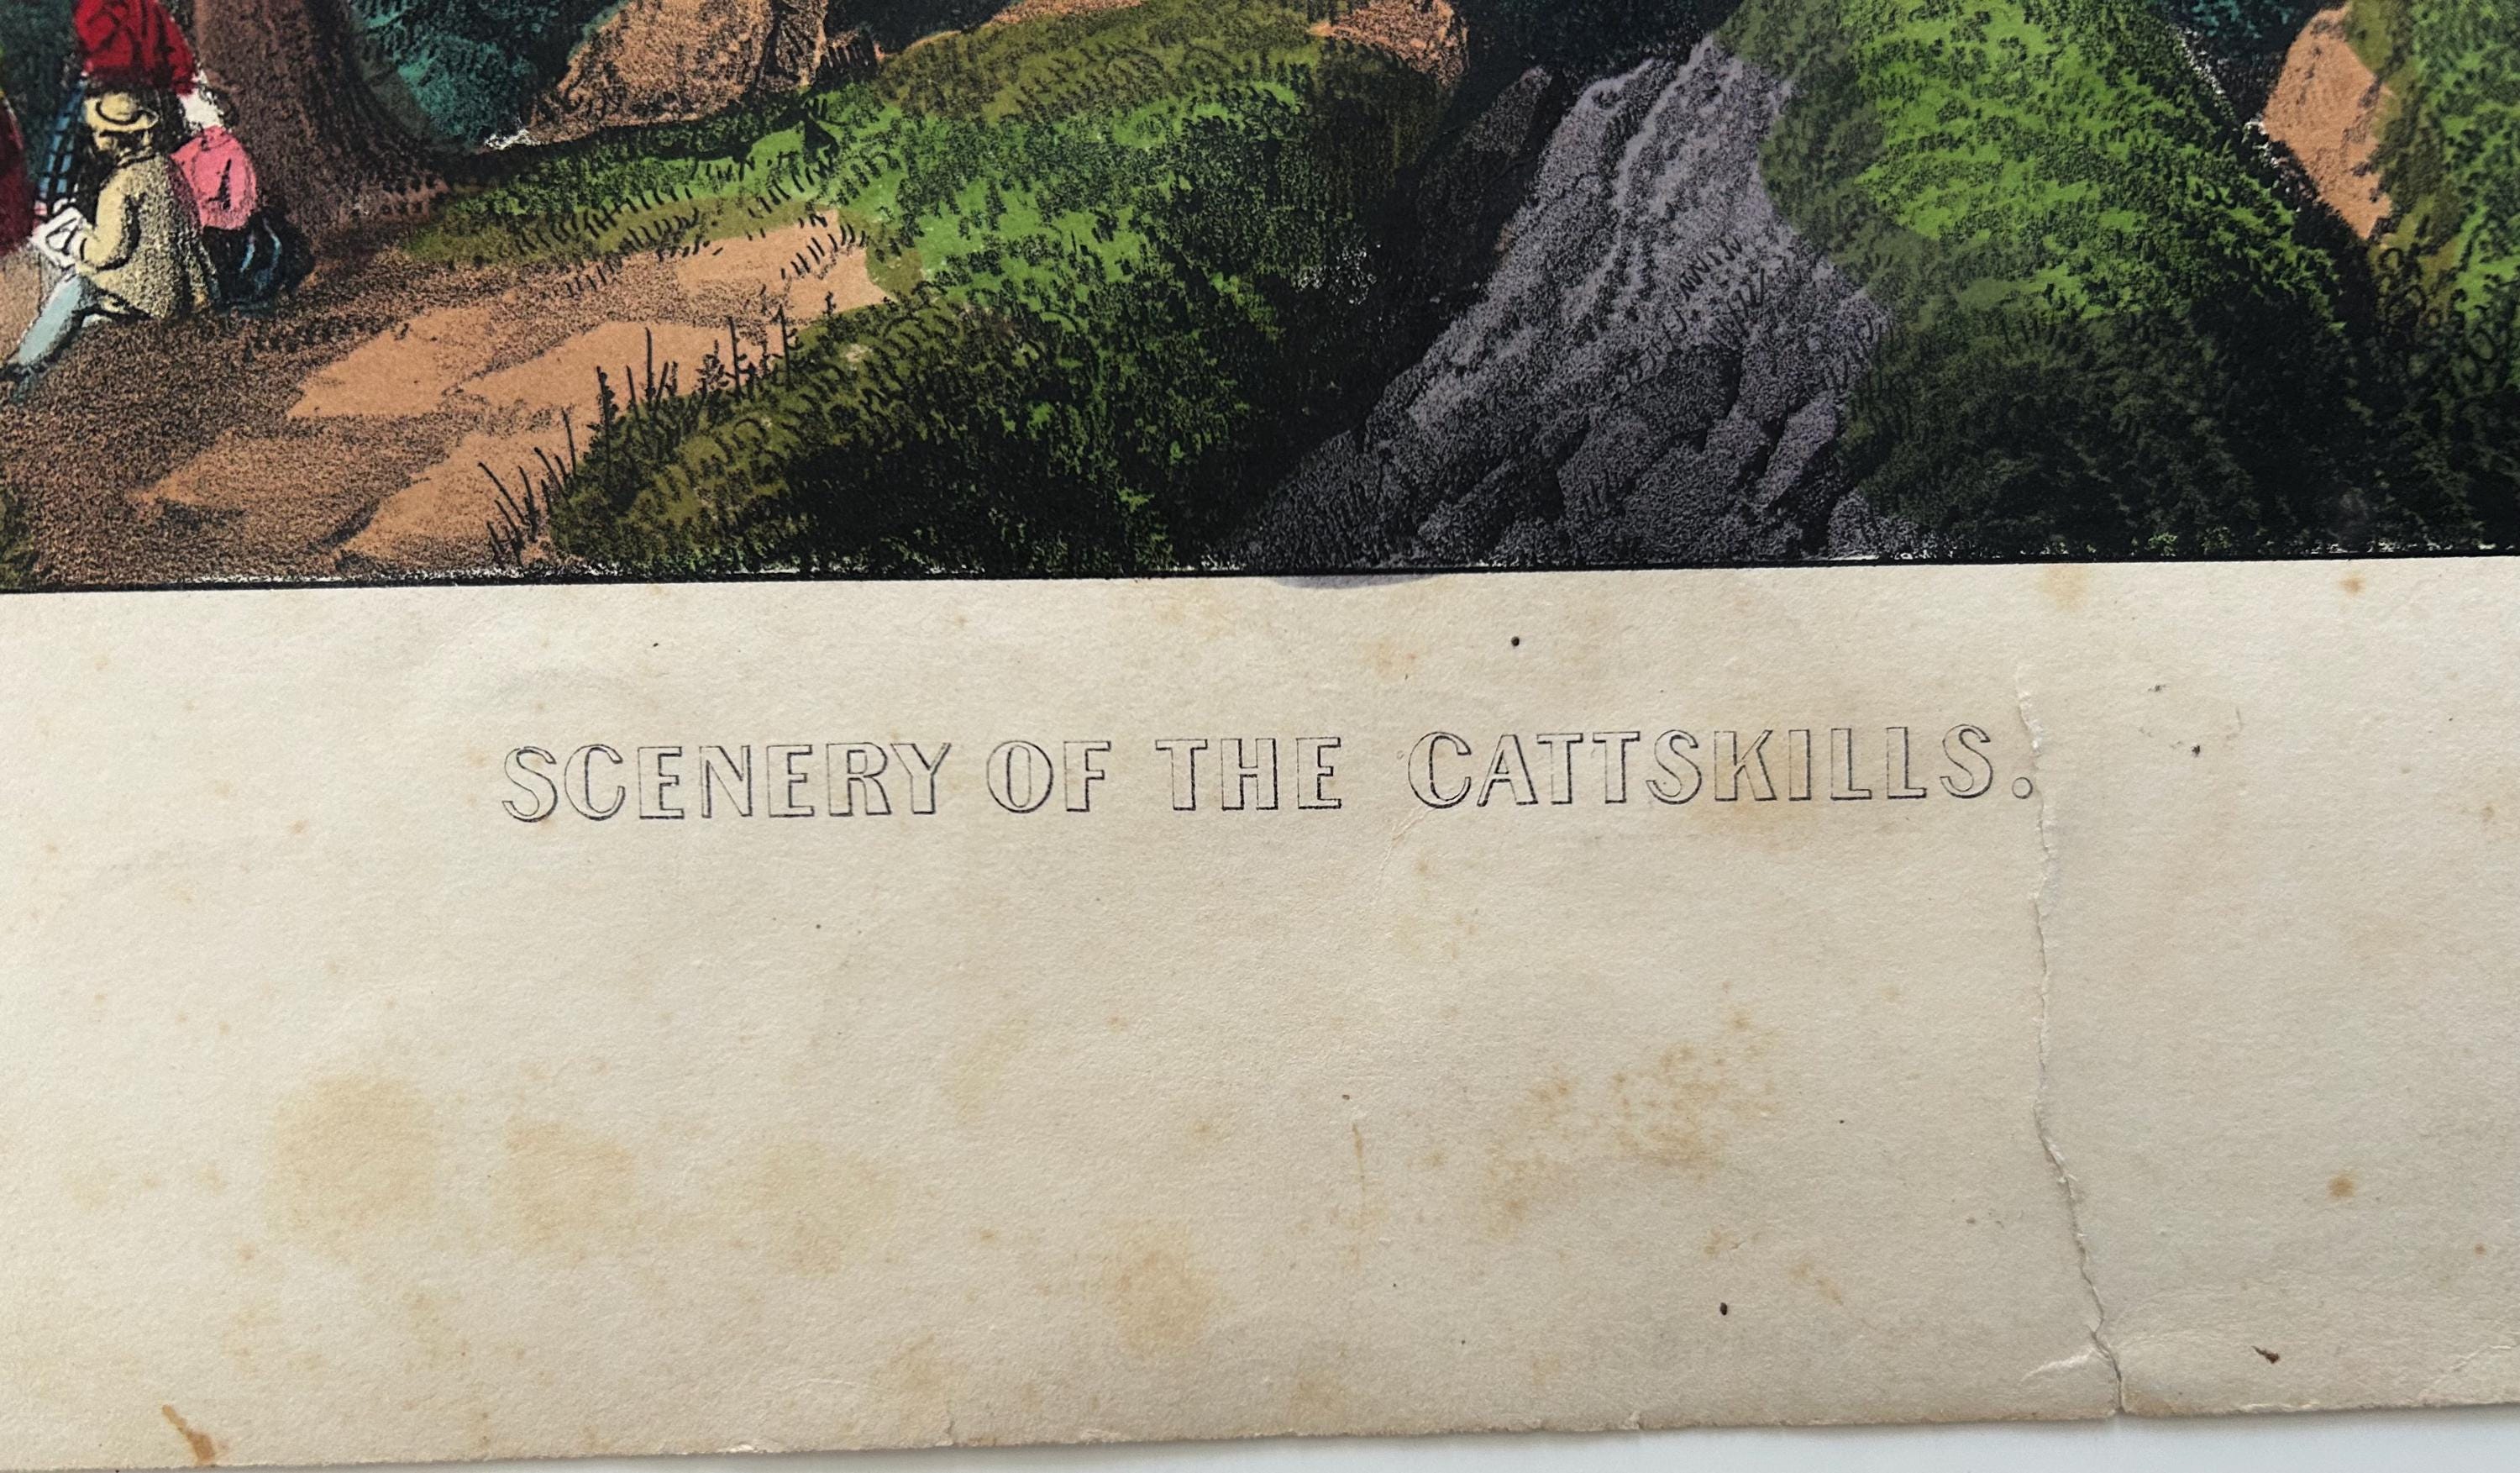 SCENERY OF THE CATTSKILLS.